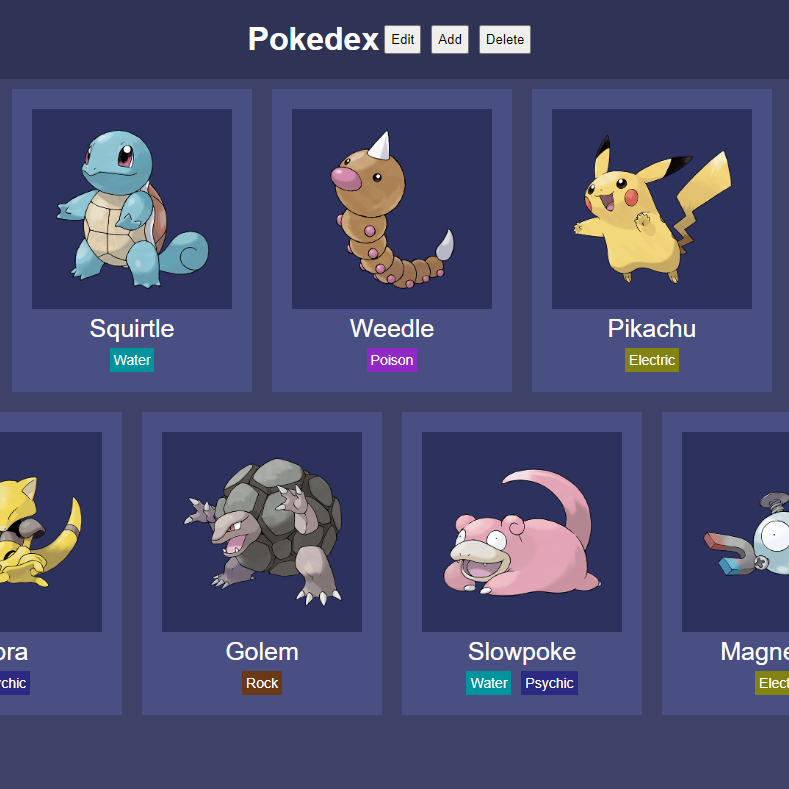 Pokedex Edit Add Delete
Squirtle Weedle Pikachu
Water Poison Electric
ora Golem Slowpoke Magne
chic Rock Water Psychic Elect